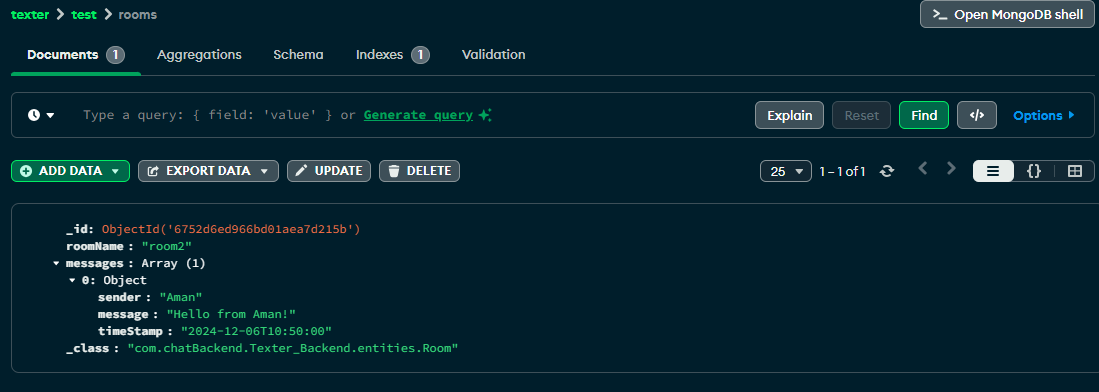 texter > test > rooms
>_ Open MongoDB shell
Documents 1 Aggregations Schema Indexes 1 Validation
Type a query: { field: 'value' } or Generate query
Explain Reset Find </> Options
ADD DATA EXPORT DATA UPDATE DELETE 25 1 – 1 of 1 {}
_id: ObjectId('6752d6ed966bd01aea7d215b')
roomName : "room2"
messages : Array (1)
0: Object
sender : "Aman"
message : "Hello from Aman!"
timeStamp : "2024-12-06T10:50:00"
_class : "com.chatBackend.Texter_Backend.entities.Room"